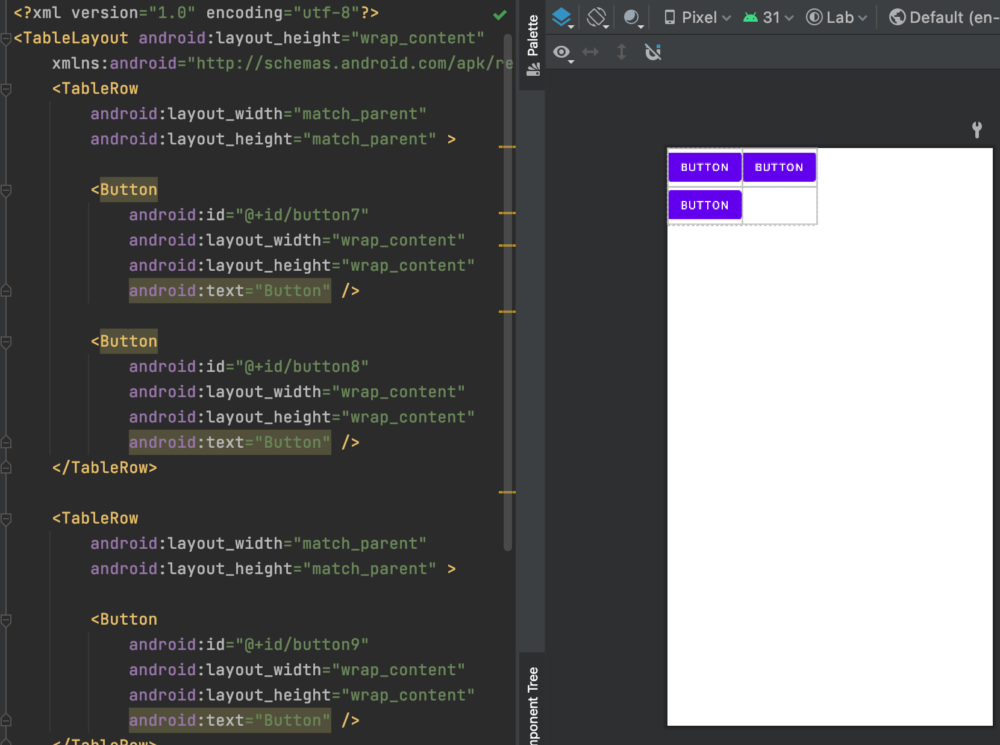 <?xml version="1.0" encoding="utf-8"?>
<TableLayout android:layout_height="wrap_content"
xmlns:android="http://schemas.android.com/apk/re
<TableRow
android:layout_width="match_parent"
android:layout_height="match_parent" >
<Button
android:id="@+id/button7"
android:layout_width="wrap_content"
android:layout_height="wrap_content"
android:text="Button" />
<Button
android:id="@+id/button8"
android:layout_width="wrap_content"
android:layout_height="wrap_content"
android:text="Button" />
</TableRow>
<TableRow
android:layout_width="match_parent"
android:layout_height="match_parent" >
<Button
android:id="@+id/button9"
android:layout_width="wrap_content"
android:layout_height="wrap_content"
android:text="Button" />
</TableRow>
Palette
mponent Tree
Pixel 31 Lab Default (en-
BUTTON BUTTON
BUTTON